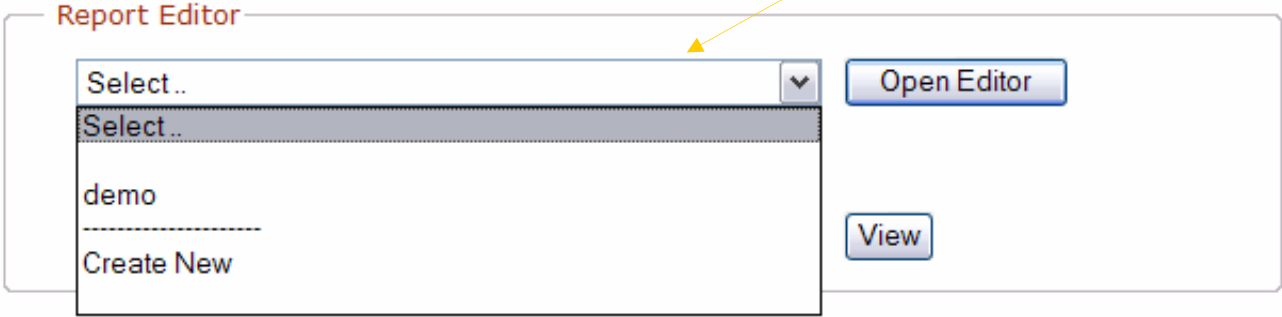 Report Editor
Select..
Open Editor
Select..
demo
---------------------
Create New
View